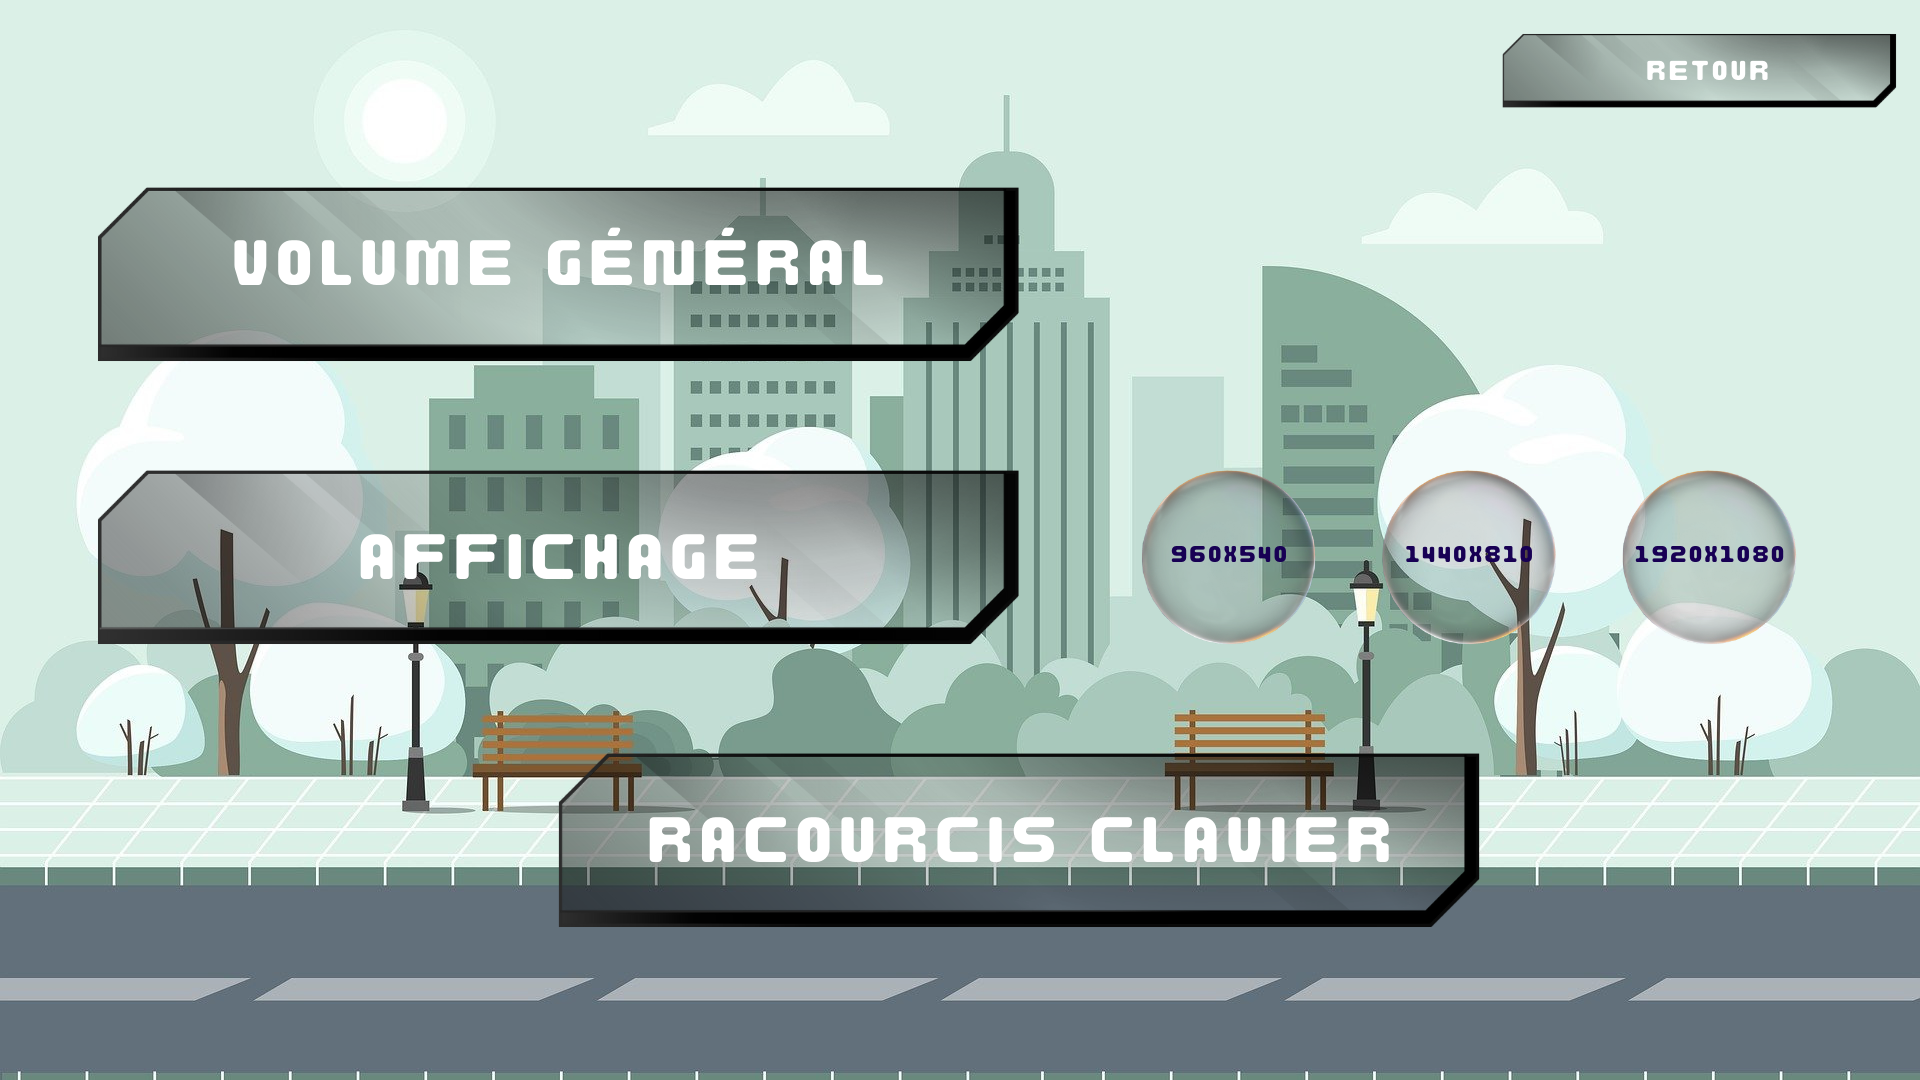 RETOUR
VOLUME GÉNÉRAL
AFFICHAGE
960X540
1440X810
1920X1080
RACOURCIS CLAVIER